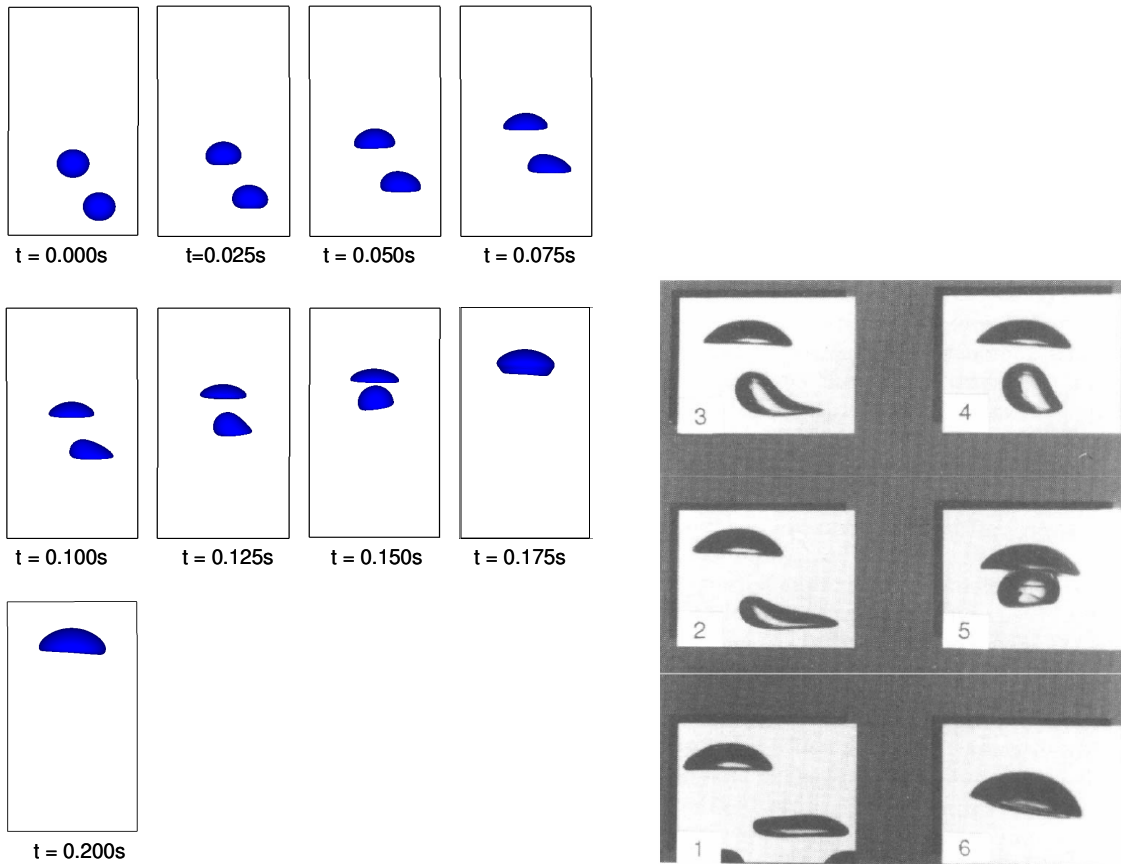 t = 0.000s
t=0.025s
t = 0.050s
t = 0.075s
t = 0.100s
t = 0.125s
t = 0.150s
t = 0.175s
t = 0.200s
3
4
2
5
1
6